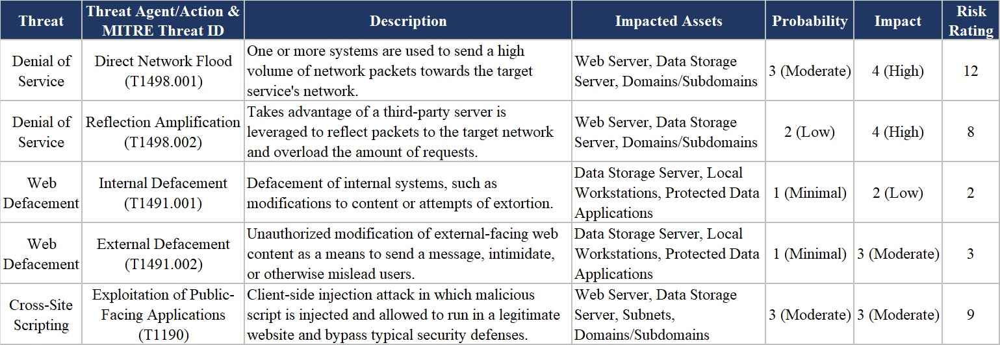 Threat
Threat Agent/Action &
MITRE Threat ID
Description
Impacted Assets
Probability
Impact
Risk
Rating
Denial of
Service
Direct Network Flood
(T1498.001)
One or more systems are used to send a high
volume of network packets towards the target
service's network.
Web Server, Data Storage
Server, Domains/Subdomains
3 (Moderate)
4 (High)
12
Denial of
Service
Reflection Amplification
(T1498.002)
Takes advantage of a third-party server is
leveraged to reflect packets to the target network
and overload the amount of requests.
Web Server, Data Storage
Server, Domains/Subdomains
2 (Low)
4 (High)
8
Web
Defacement
Internal Defacement
(T1491.001)
Defacement of internal systems, such as
modifications to content or attempts of extortion.
Data Storage Server, Local
Workstations, Protected Data
Applications
1 (Minimal)
2 (Low)
2
Web
Defacement
External Defacement
(T1491.002)
Unauthorized modification of external-facing web
content as a means to send a message, intimidate,
or otherwise mislead users.
Data Storage Server, Local
Workstations, Protected Data
Applications
1 (Minimal)
3 (Moderate)
3
Cross-Site
Scripting
Exploitation of Public-
Facing Applications
(T1190)
Client-side injection attack in which malicious
script is injected and allowed to run in a legitimate
website and bypass typical security defenses.
Web Server, Data Storage
Server, Subnets,
Domains/Subdomains
3 (Moderate)
3 (Moderate)
9